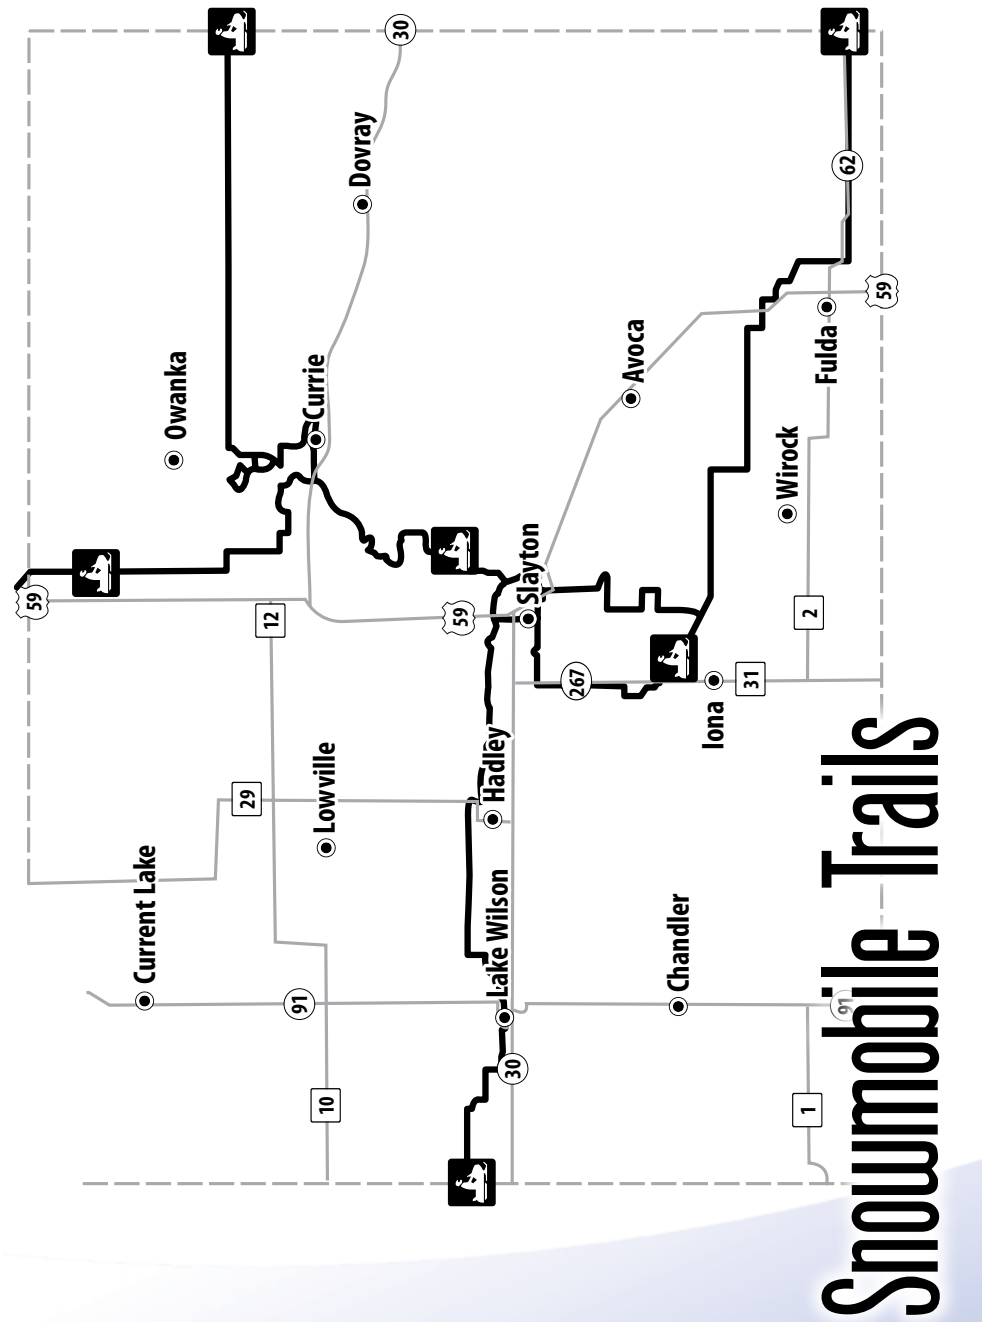 59
Current Lake
Owanka
29
12
91
10
Lowville
Currie
Dovray
30
59
Lake Wilson
Hadley
30
Slayton
267
Avoca
Chandler
Iona
31
Wirock
1
2
Fulda
91
62
59
Snowmobile Trails